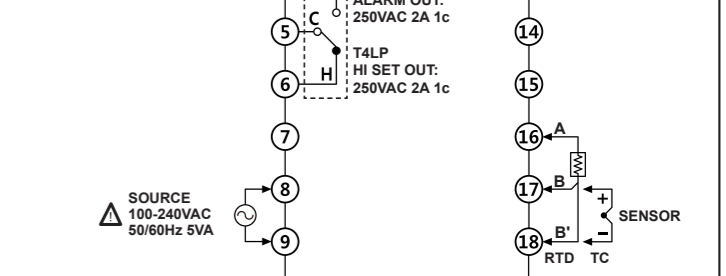 ALARM OUT:
250VAC 2A 1c
5
C
T4LP
HI SET OUT:
250VAC 2A 1c
H
6
7
SOURCE
100-240VAC
50/60Hz 5VA
8
9
14
15
16
A
17
B
+
SENSOR
18
B'
-
RTD TC